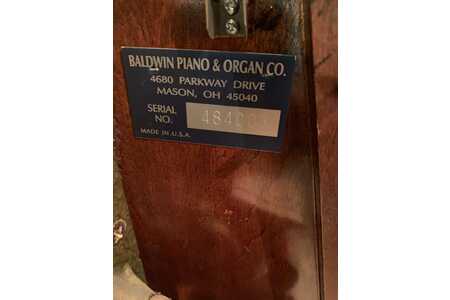 BALDWIN PIANO & ORGAN CO.
4680 PARKWAY DRIVE
MASON, OH 45040
SERIAL
NO.
MADE IN U.S.A.